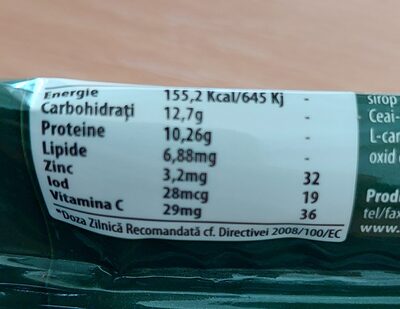 Energie 155,2 Kcal/645 Kj -
Carbohidrați 12,7g -
Proteine 10,26g -
Lipide 6,88mg -
Zinc 3,2mg 32
Iod 28mcg 19
Vitamina C 29mg 36
*Doza Zilnică Recomandată cf. Directivei 2008/100/EC
sirop
Ceai-
L-car
oxid
Prod
tel/fax
www.